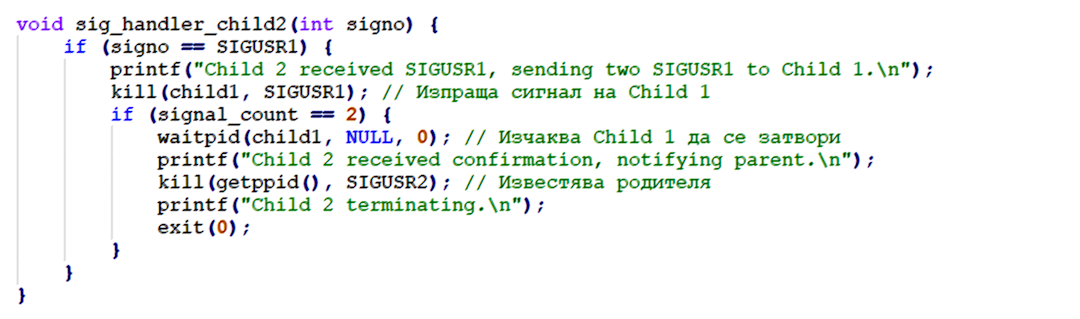 void sig_handler_child2(int signo) {
    if (signo == SIGUSR1) {
        printf("Child 2 received SIGUSR1, sending two SIGUSR1 to Child 1.\n");
        kill(child1, SIGUSR1); // Изпраща сигнал на Child 1
        if (signal_count == 2) {
            waitpid(child1, NULL, 0); // Изчаква Child 1 да се затвори
            printf("Child 2 received confirmation, notifying parent.\n");
            kill(getppid(), SIGUSR2); // Известява родителя
            printf("Child 2 terminating.\n");
            exit(0);
        }
    }
}